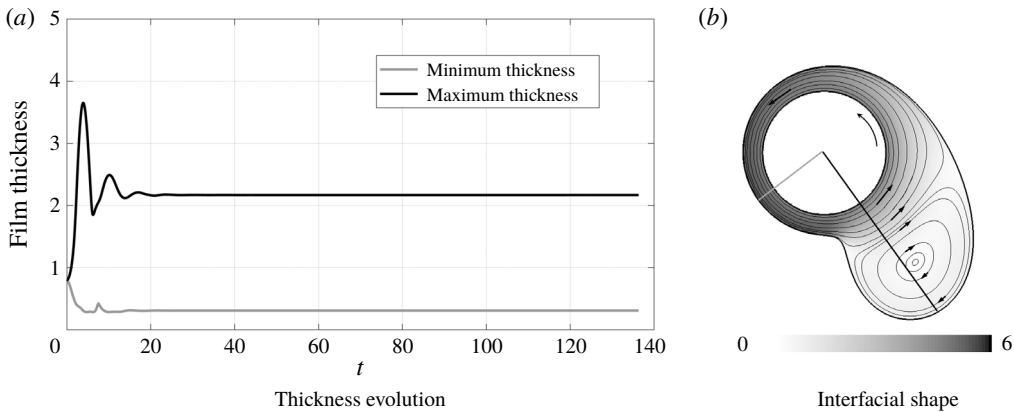 (a)
5
4
3
2
1
Film thickness
Minimum thickness
Maximum thickness
0 20 40 60 80 100 120 140
t
Thickness evolution
(b)
0 6
Interfacial shape